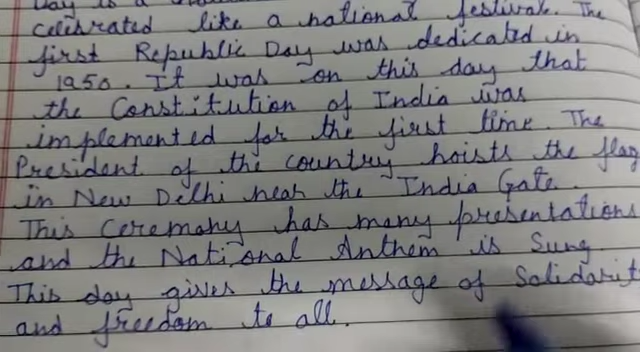 Day is a
celebrated like a national festival. The
first Republic Day was dedicated in
1950. It was on this day that
the Constitution of India was
implemented for the first time. The
President of the country hoists the flag
in New Delhi near the India Gate.
This Ceremony has many presentations
and the National Anthem is Sung
This day gives the message of Solidarit
and freedom to all.